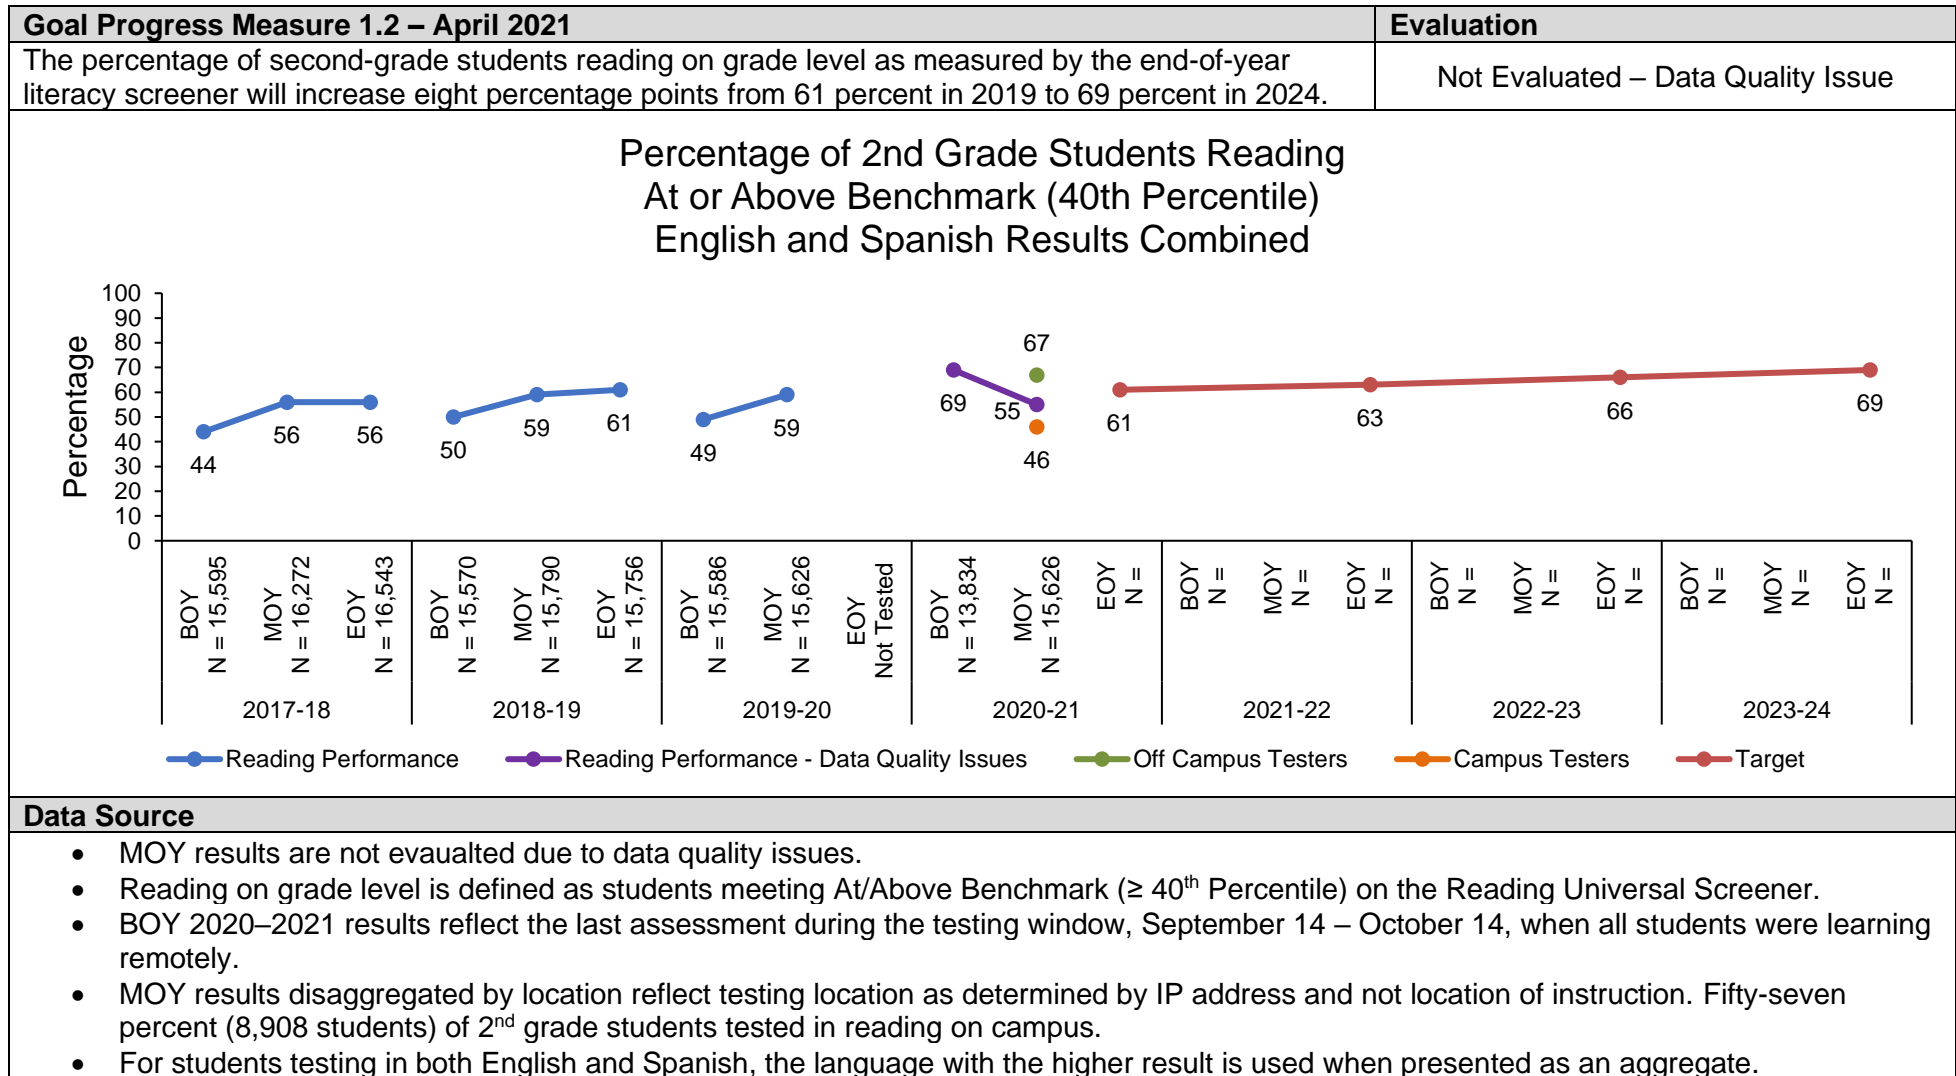 Goal Progress Measure 1.2 – April 2021
Evaluation
The percentage of second-grade students reading on grade level as measured by the end-of-year
literacy screener will increase eight percentage points from 61 percent in 2019 to 69 percent in 2024.
Not Evaluated – Data Quality Issue
Percentage of 2nd Grade Students Reading
At or Above Benchmark (40th Percentile)
English and Spanish Results Combined
Percentage
100
90
80
70
60
50
40
30
20
10
0
44
56
56
50
59
61
49
59
69
55
67
46
61
63
66
69
BOY
N = 15,595
MOY
N = 16,272
EOY
N = 16,543
BOY
N = 15,570
MOY
N = 15,790
EOY
N = 15,756
BOY
N = 15,586
MOY
N = 15,626
EOY
Not Tested
BOY
N = 13,834
MOY
N = 15,626
EOY
N =
BOY
N =
MOY
N =
EOY
N =
BOY
N =
MOY
N =
EOY
N =
BOY
N =
MOY
N =
EOY
N =
2017-18
2018-19
2019-20
2020-21
2021-22
2022-23
2023-24
Reading Performance
Reading Performance - Data Quality Issues
Off Campus Testers
Campus Testers
Target
Data Source
• MOY results are not evaualted due to data quality issues.
• Reading on grade level is defined as students meeting At/Above Benchmark (≥ 40th Percentile) on the Reading Universal Screener.
• BOY 2020–2021 results reflect the last assessment during the testing window, September 14 – October 14, when all students were learning
remotely.
• MOY results disaggregated by location reflect testing location as determined by IP address and not location of instruction. Fifty-seven
percent (8,908 students) of 2nd grade students tested in reading on campus.
• For students testing in both English and Spanish, the language with the higher result is used when presented as an aggregate.